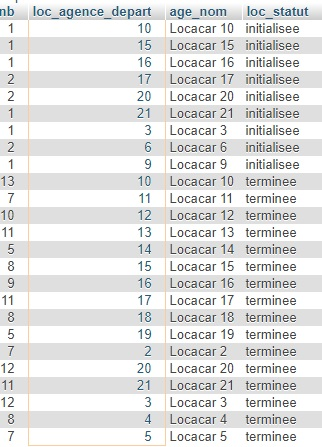 nb loc_agence_depart age_nom loc_statut
1 10 Locacar 10 initialisee
1 15 Locacar 15 initialisee
1 16 Locacar 16 initialisee
2 17 Locacar 17 initialisee
2 20 Locacar 20 initialisee
1 21 Locacar 21 initialisee
1 3 Locacar 3 initialisee
2 6 Locacar 6 initialisee
1 9 Locacar 9 initialisee
13 10 Locacar 10 terminee
7 11 Locacar 11 terminee
10 12 Locacar 12 terminee
11 13 Locacar 13 terminee
5 14 Locacar 14 terminee
8 15 Locacar 15 terminee
9 16 Locacar 16 terminee
11 17 Locacar 17 terminee
8 18 Locacar 18 terminee
5 19 Locacar 19 terminee
7 2 Locacar 2 terminee
12 20 Locacar 20 terminee
11 21 Locacar 21 terminee
12 3 Locacar 3 terminee
8 4 Locacar 4 terminee
7 5 Locacar 5 terminee